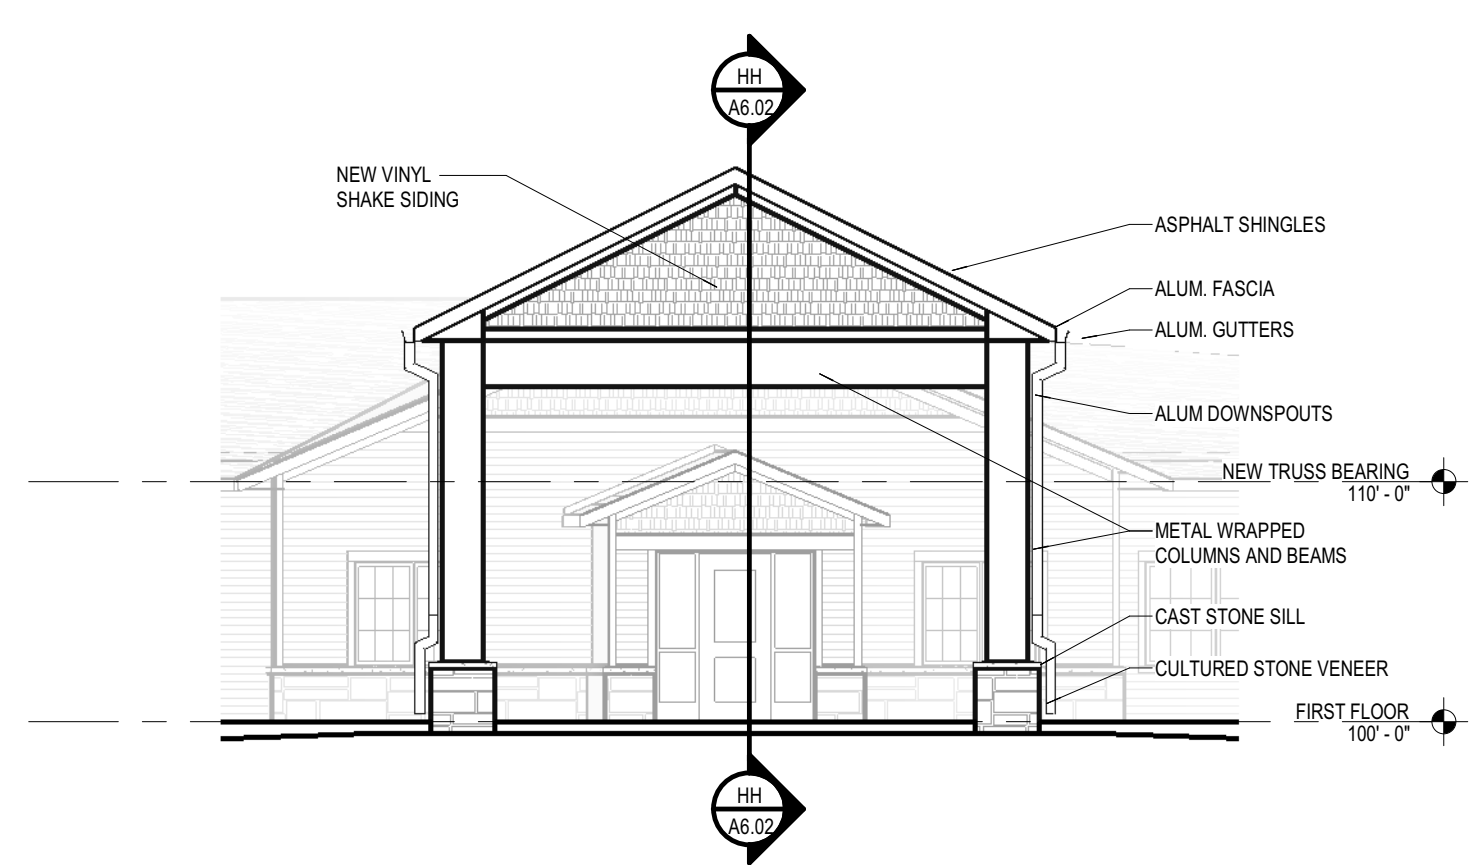 HH
A6.02
NEW VINYL
SHAKE SIDING
ASPHALT SHINGLES
ALUM. FASCIA
ALUM. GUTTERS
ALUM DOWNSPOUTS
NEW TRUSS BEARING
110' - 0"
METAL WRAPPED
COLUMNS AND BEAMS
CAST STONE SILL
CULTURED STONE VENEER
FIRST FLOOR
100' - 0"
HH
A6.02